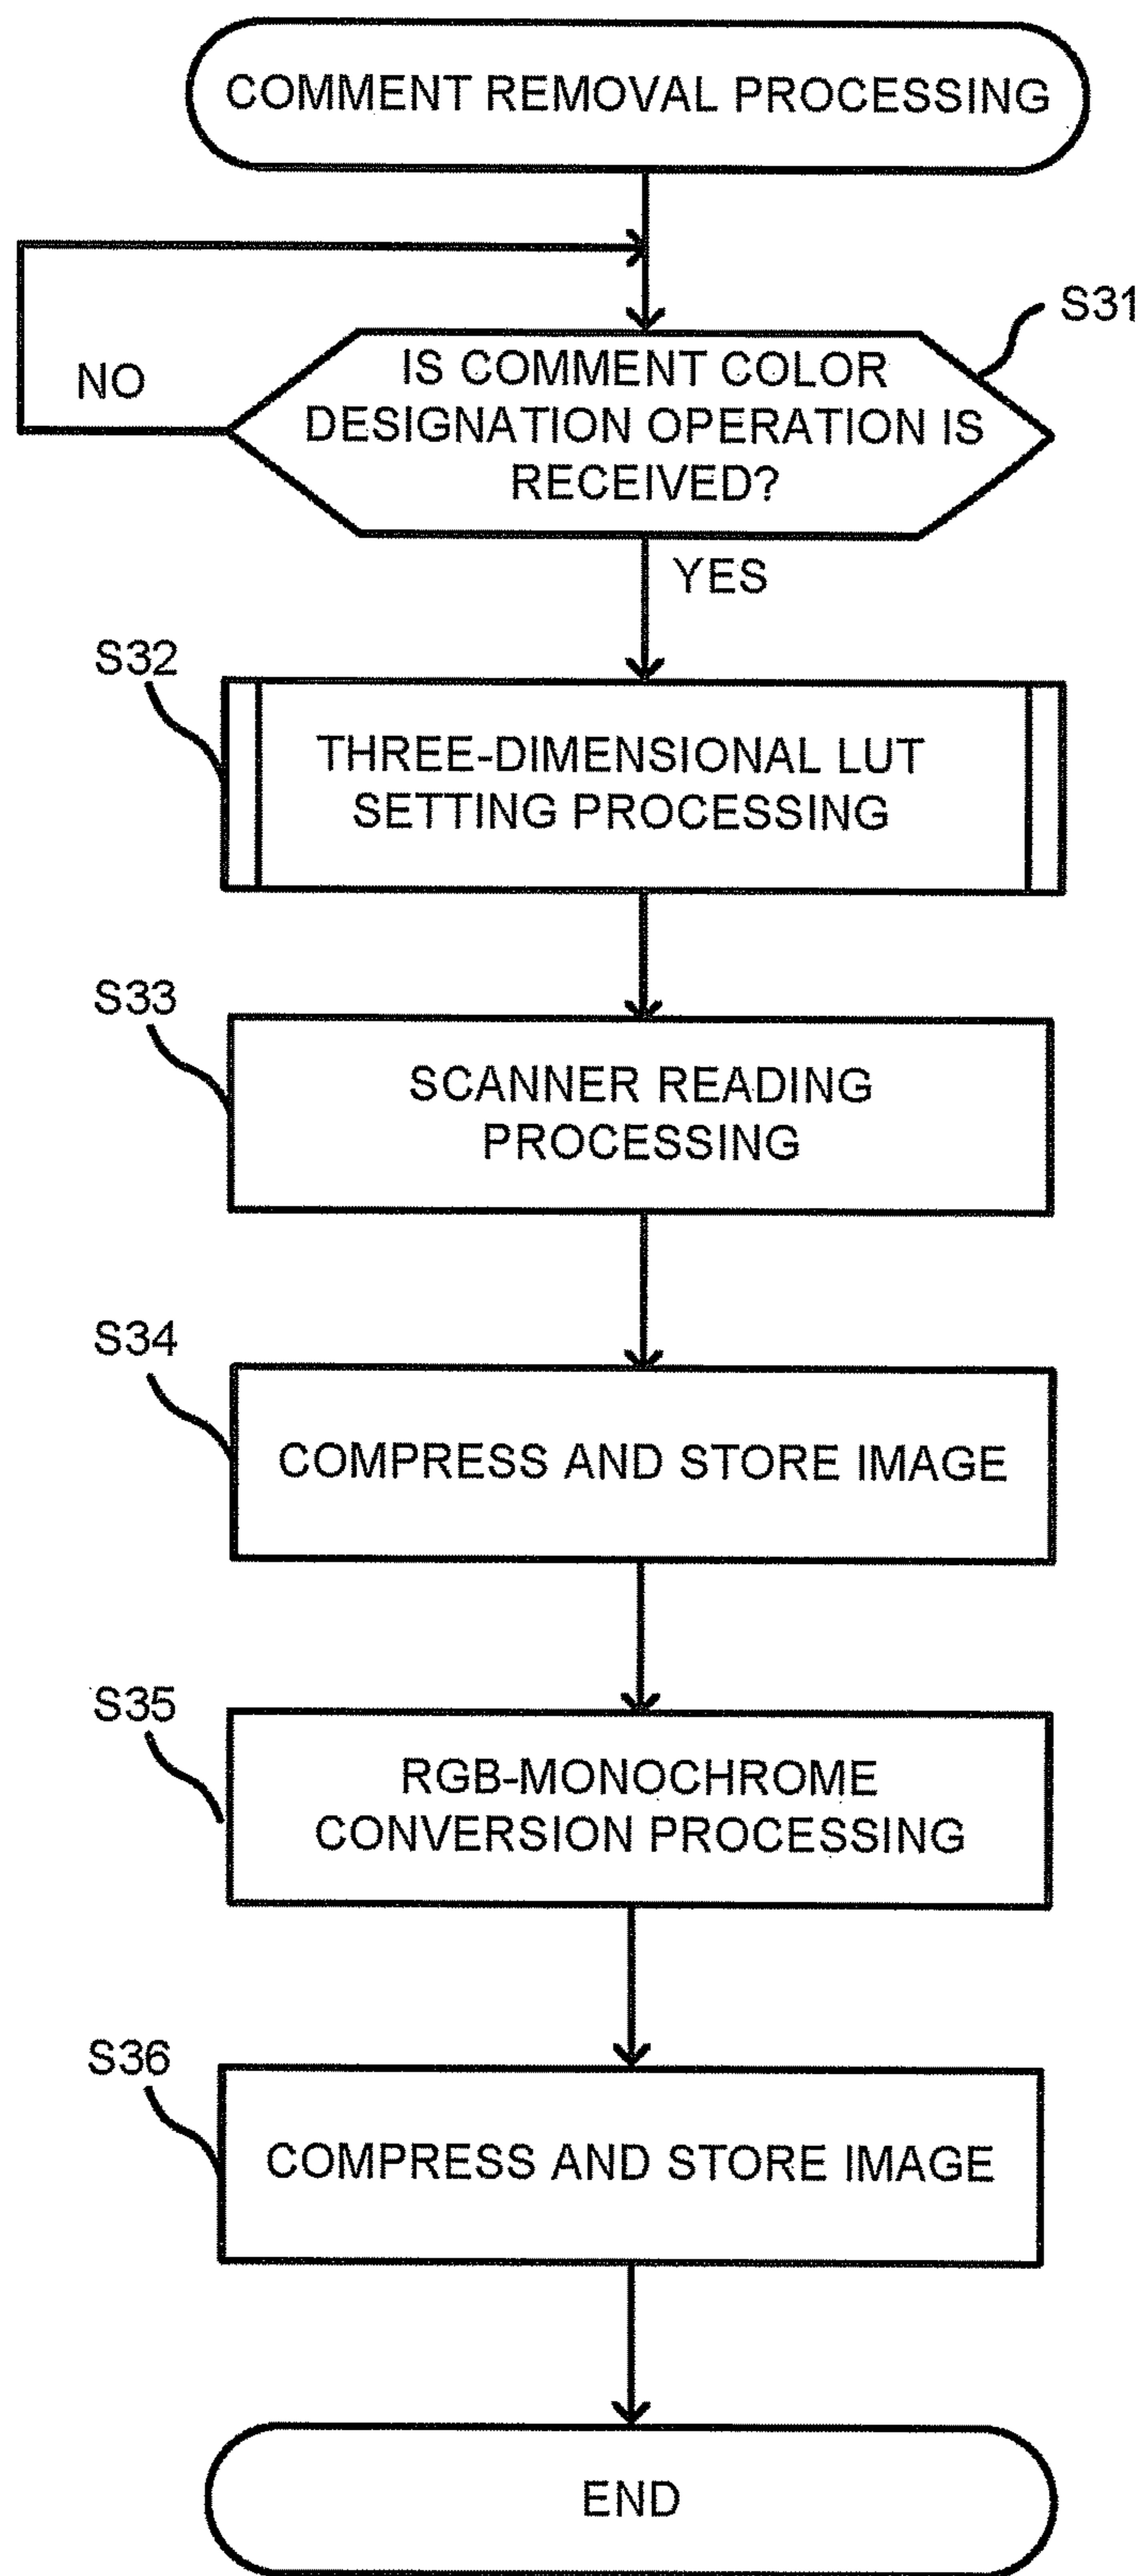 COMMENT REMOVAL PROCESSING
S31
IS COMMENT COLOR
DESIGNATION OPERATION IS
RECEIVED?
NO
YES
S32
THREE-DIMENSIONAL LUT
SETTING PROCESSING
S33
SCANNER READING
PROCESSING
S34
COMPRESS AND STORE IMAGE
S35
RGB-MONOCHROME
CONVERSION PROCESSING
S36
COMPRESS AND STORE IMAGE
END